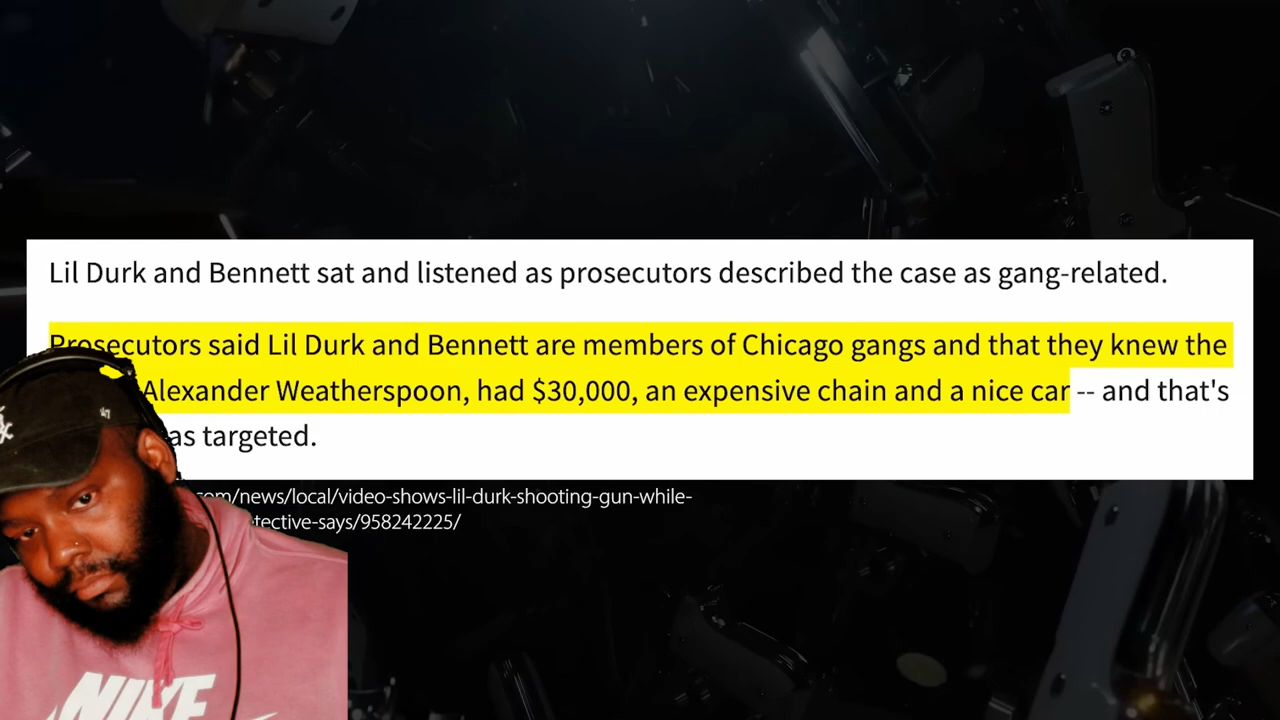 Lil Durk and Bennett sat and listened as prosecutors described the case as gang-related.
Prosecutors said Lil Durk and Bennett are members of Chicago gangs and that they knew the
Alexander Weatherspoon, had $30,000, an expensive chain and a nice car -- and that's
as targeted.
com/news/local/video-shows-lil-durk-shooting-gun-while-
tective-says/958242225/
'47
NIKE